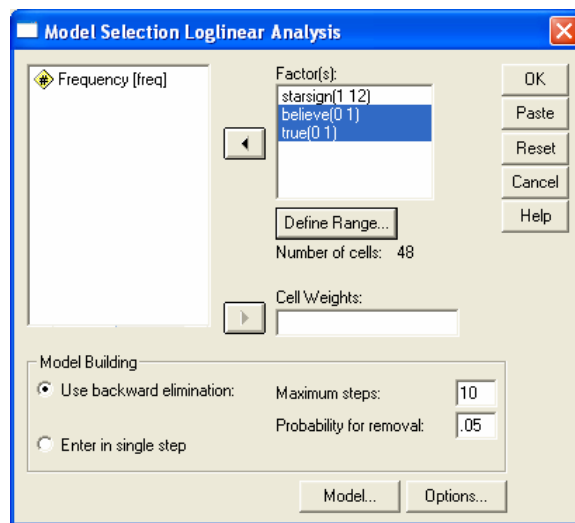 Model Selection Loglinear Analysis
Frequency [freq]
Factor(s):
starsign(1 12)
believe(0 1)
true(0 1)
Define Range...
Number of cells: 48
Cell Weights:
OK
Paste
Reset
Cancel
Help
Model Building
Use backward elimination:
Enter in single step
Maximum steps: 10
Probability for removal: .05
Model...
Options...